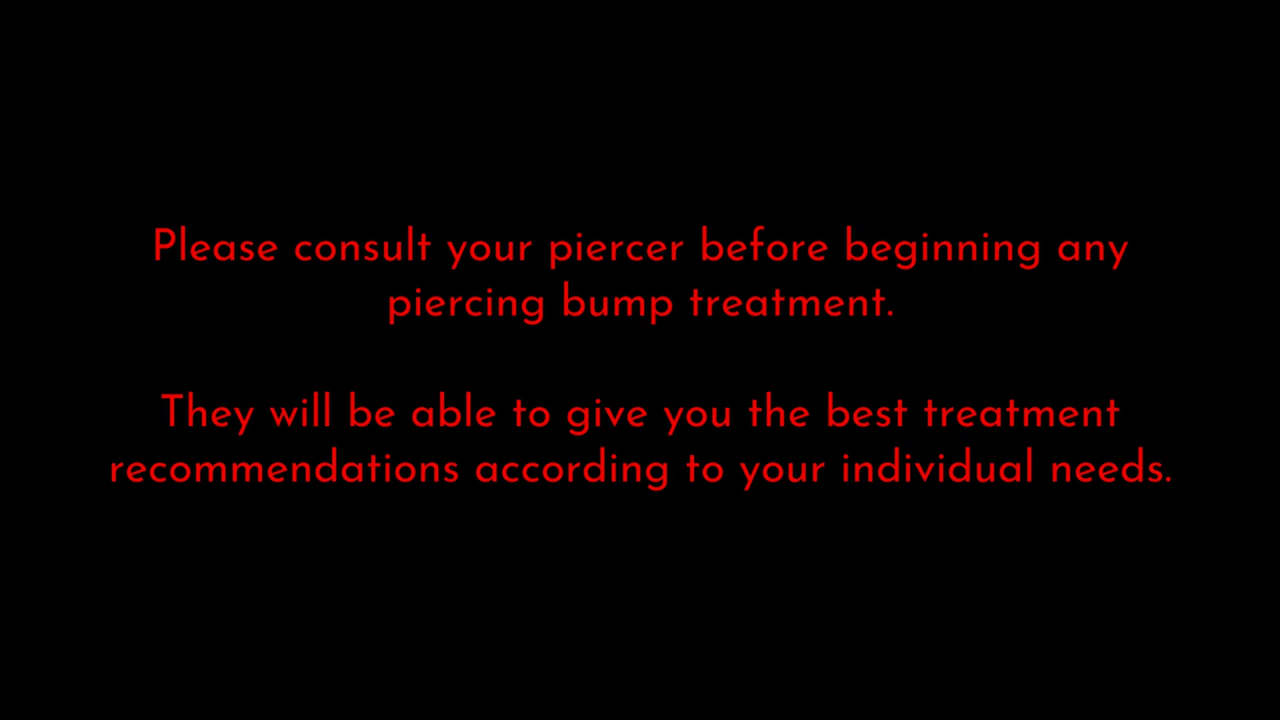 Please consult your piercer before beginning any
piercing bump treatment.
They will be able to give you the best treatment
recommendations according to your individual needs.